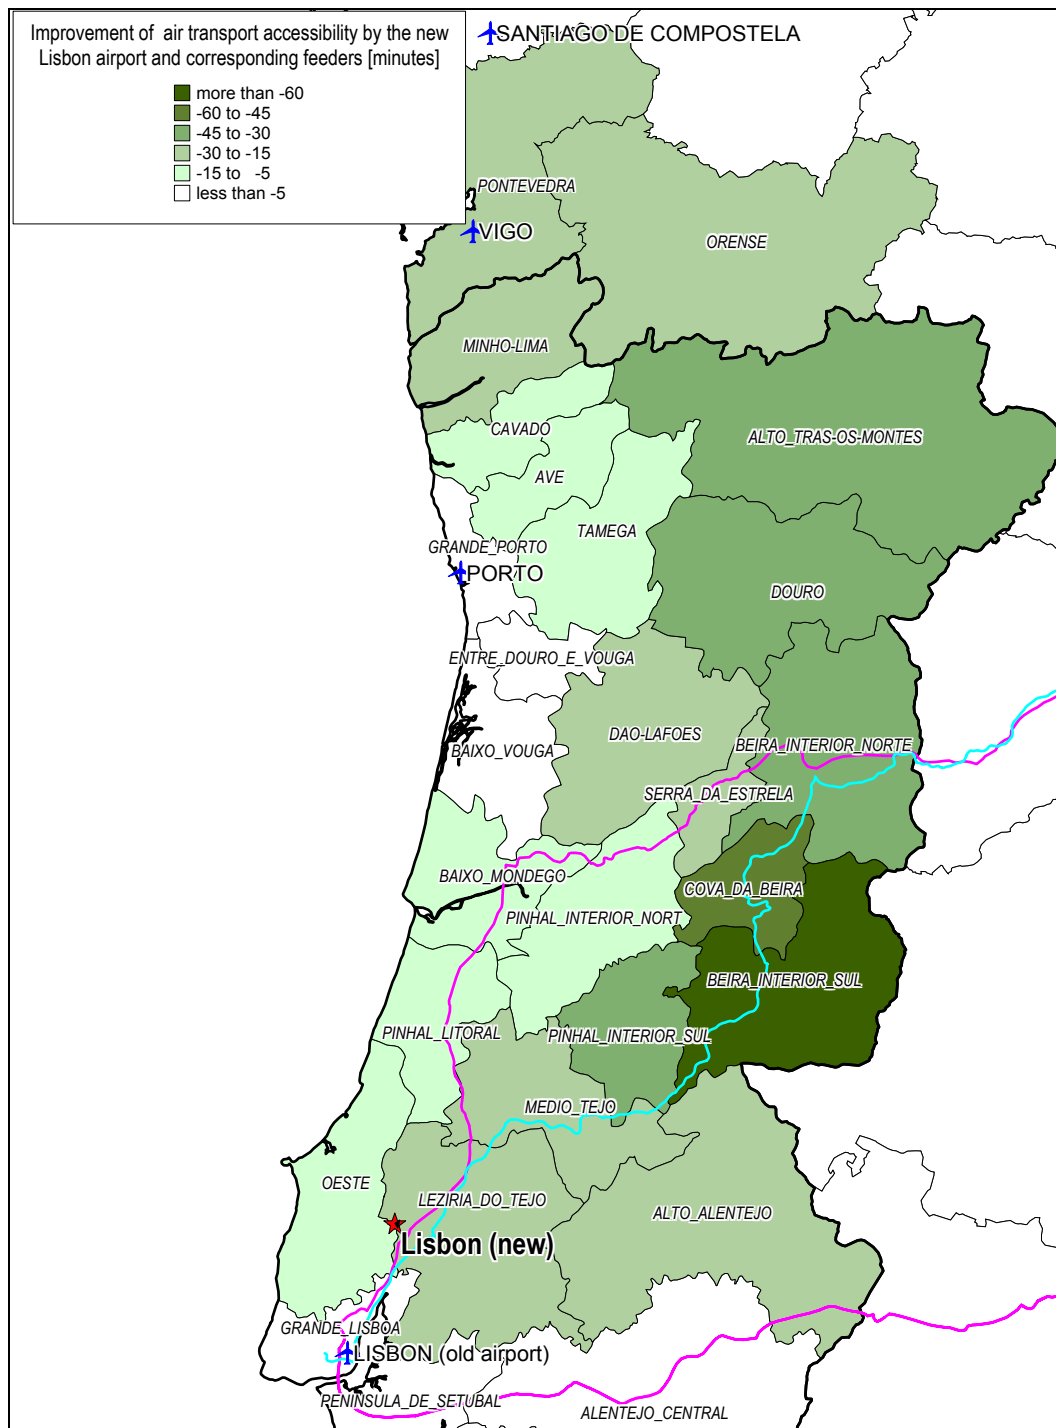 Improvement of air transport accessibility by the new
Lisbon airport and corresponding feeders [minutes]
more than -60
-60 to -45
-45 to -30
-30 to -15
-15 to -5
less than -5
SANTIAGO DE COMPOSTELA
PONTEVEDRA
VIGO
ORENSE
MINHO-LIMA
CAVADO
ALTO_TRAS-OS-MONTES
AVE
TAMEGA
GRANDE_PORTO
PORTO
DOURO
ENTRE_DOURO_E_VOUGA
DAO-LAFOES
BEIRA_INTERIOR_NORTE
BAIXO_VOUGA
SERRA_DA_ESTRELA
BAIXO_MONDEGO
COVA_DA_BEIRA
PINHAL_INTERIOR_NORT
BEIRA_INTERIOR_SUL
PINHAL_LITORAL
PINHAL_INTERIOR_SUL
MEDIO_TEJO
OESTE
LEZIRIA_DO_TEJO
ALTO_ALENTEJO
Lisbon (new)
GRANDE_LISBOA
LISBON (old airport)
PENINSULA_DE_SETUBAL
ALENTEJO_CENTRAL